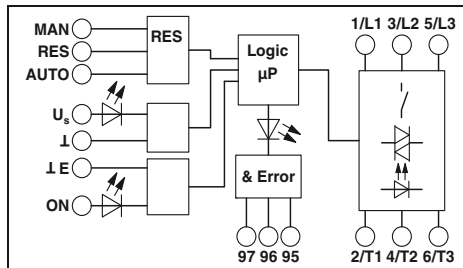 MAN
RES
AUTO
Us
⊥
⊥ E
ON
RES
Logic
µP
& Error
97 96 95
1/L1 3/L2 5/L3
2/T1 4/T2 6/T3